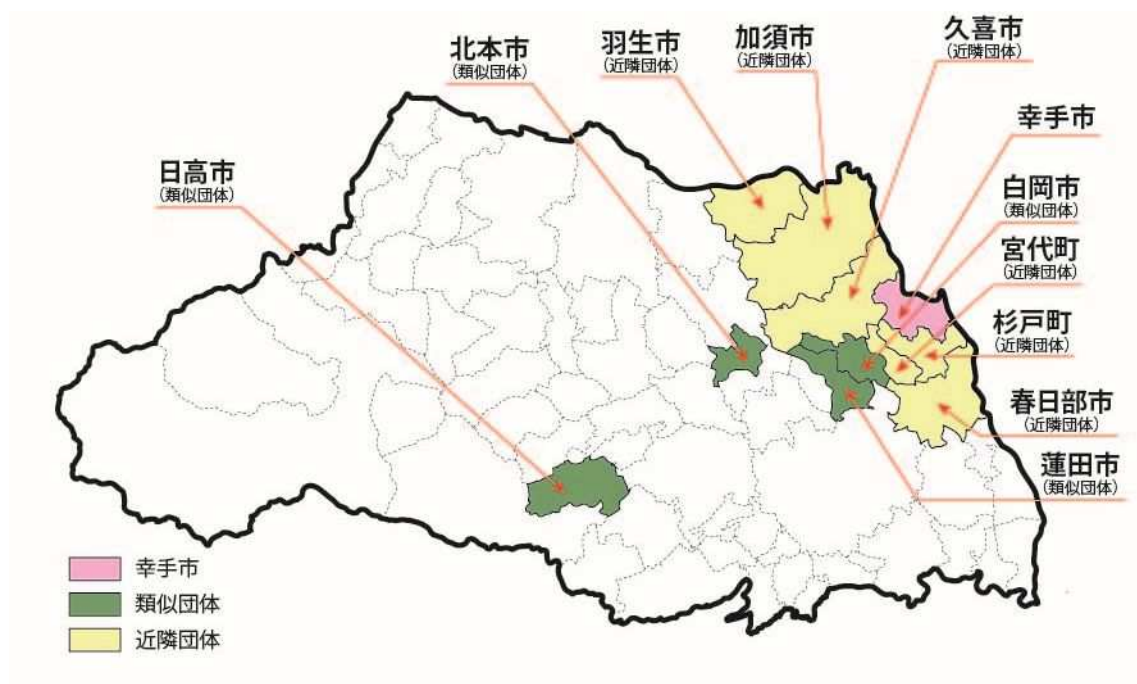 北本市
(類似団体)
羽生市
(近隣団体)
加須市
(近隣団体)
久喜市
(近隣団体)
幸手市
日高市
(類似団体)
白岡市
(類似団体)
宮代町
(近隣団体)
杉戸町
(近隣団体)
春日部市
(近隣団体)
蓮田市
(類似団体)
幸手市
類似団体
近隣団体